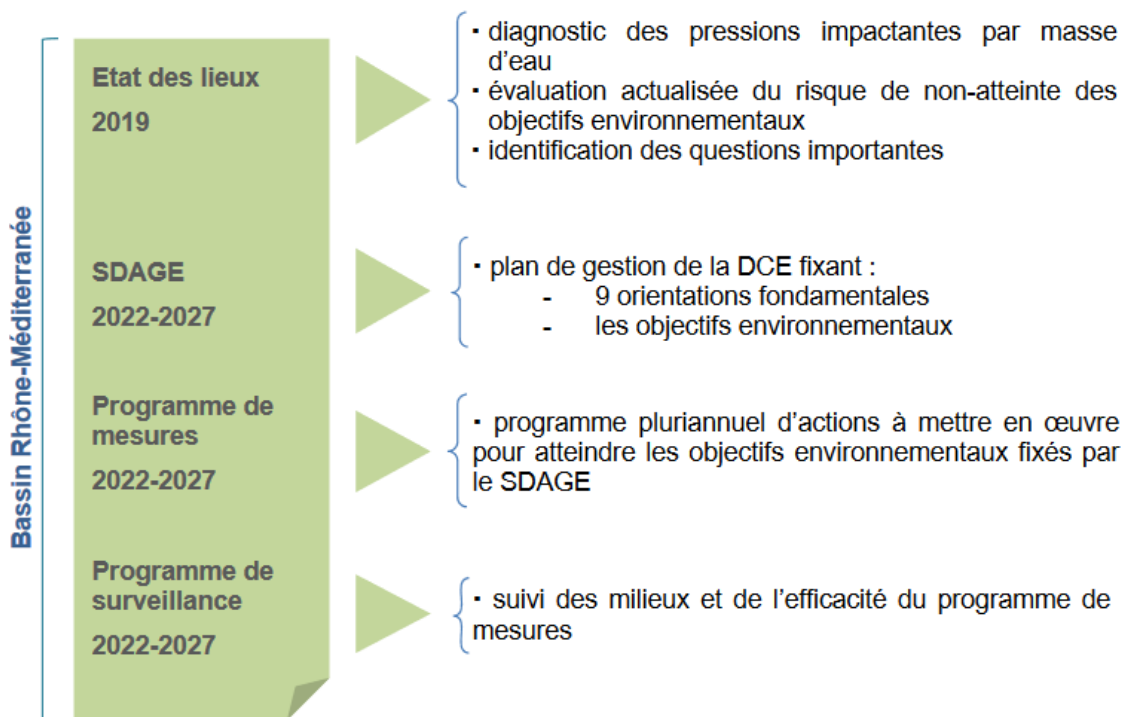 Bassin Rhône-Méditerranée
Etat des lieux
2019
▪ diagnostic des pressions impactantes par masse
d’eau
▪ évaluation actualisée du risque de non-atteinte des
objectifs environnementaux
▪ identification des questions importantes
SDAGE
2022-2027
▪ plan de gestion de la DCE fixant :
- 9 orientations fondamentales
- les objectifs environnementaux
Programme de
mesures
2022-2027
▪ programme pluriannuel d’actions à mettre en œuvre
pour atteindre les objectifs environnementaux fixés par
le SDAGE
Programme de
surveillance
2022-2027
▪ suivi des milieux et de l’efficacité du programme de
mesures